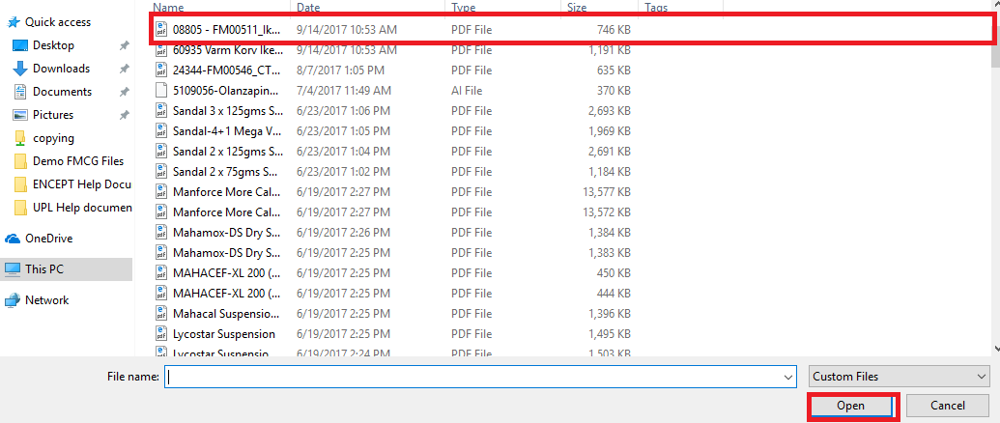 Name Date Type Size Tags
Quick access
Desktop
Downloads
Documents
Pictures
copying
Demo FMCG Files
ENCEPT Help Docu
UPL Help documen
OneDrive
This PC
Network
08805 - FM00511_Ik... 9/14/2017 10:53 AM PDF File 746 KB
60935 Varm Korv Ike... 9/14/2017 10:53 AM PDF File 1,191 KB
24344-FM00546_CT... 8/7/2017 1:05 PM PDF File 635 KB
5109056-Olanzapin... 7/4/2017 11:49 AM AI File 370 KB
Sandal 3 x 125gms S... 6/23/2017 1:06 PM PDF File 2,693 KB
Sandal-4+1 Mega V... 6/23/2017 1:05 PM PDF File 1,969 KB
Sandal 2 x 125gms S... 6/23/2017 1:04 PM PDF File 2,691 KB
Sandal 2 x 75gms S... 6/23/2017 1:02 PM PDF File 1,184 KB
Manforce More Cal... 6/19/2017 2:27 PM PDF File 13,577 KB
Manforce More Cal... 6/19/2017 2:27 PM PDF File 13,572 KB
Mahamox-DS Dry S... 6/19/2017 2:26 PM PDF File 1,384 KB
Mahamox-DS Dry S... 6/19/2017 2:25 PM PDF File 1,383 KB
MAHACEF-XL 200 (... 6/19/2017 2:25 PM PDF File 450 KB
MAHACEF-XL 200 (... 6/19/2017 2:25 PM PDF File 444 KB
Mahacal Suspensio... 6/19/2017 2:25 PM PDF File 1,396 KB
Lycostar Suspension 6/19/2017 2:25 PM PDF File 1,495 KB
Lycostar Suspension 6/19/2017 2:24 PM PDF File 1,503 KB
File name: Custom Files
Open Cancel